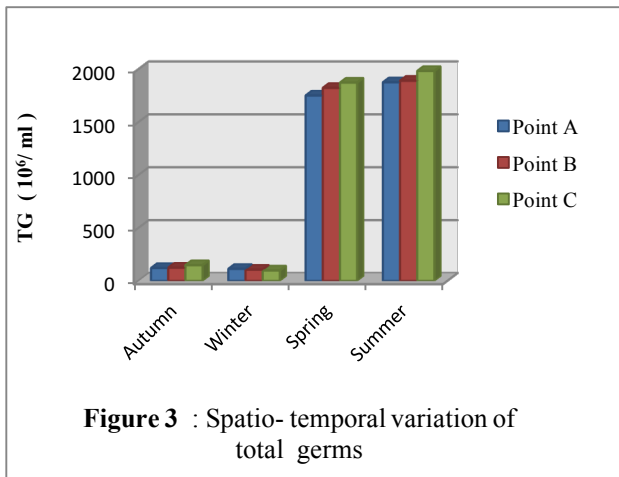 2000
1500
1000
500
0
TG ( 10⁶/ ml )
Autumn
Winter
Spring
Summer
Point A
Point B
Point C
Figure 3 : Spatio- temporal variation of
total germs